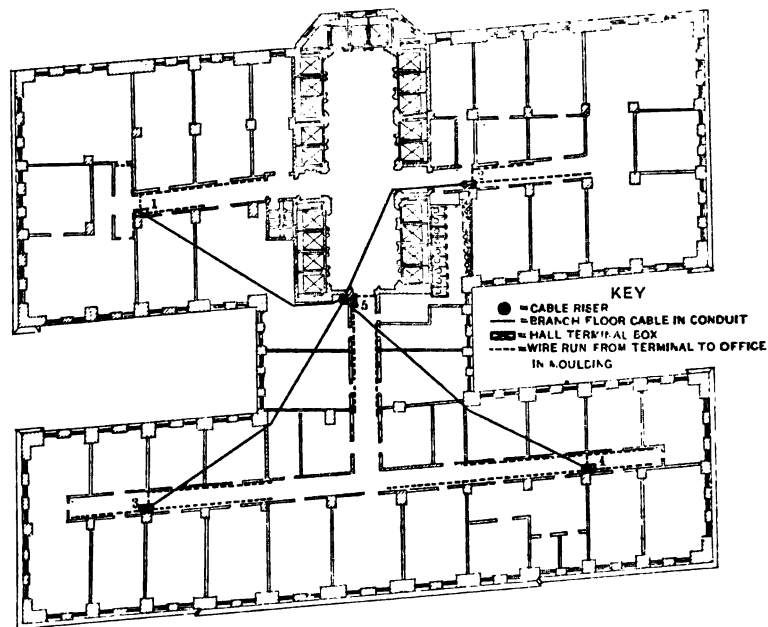 1
2
5
KEY
=CABLE RISER
=BRANCH FLOOR CABLE IN CONDUIT
=HALL TERMINAL BOX
=WIRE RUN FROM TERMINAL TO OFFICE
IN MOULDING
3
4